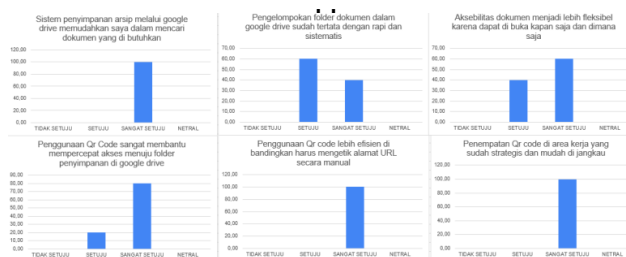 Sistem penyimpanan arsip melalui google
drive memudahkan saya dalam mencari
dokumen yang di butuhkan
120,00
100,00
80,00
60,00
40,00
20,00
0,00
TIDAK SETUJU SETUJU SANGAT SETUJU NETRAL
Pengelompokan folder dokumen dalam
google drive sudah tertata dengan rapi dan
sistematis
70,00
60,00
50,00
40,00
30,00
20,00
10,00
0,00
TIDAK SETUJU SETUJU SANGAT SETUJU NETRAL
Aksebilitas dokumen menjadi lebih fleksibel
karena dapat di buka kapan saja dan dimana
saja
70,00
60,00
50,00
40,00
30,00
20,00
10,00
0,00
TIDAK SETUJU SETUJU SANGAT SETUJU NETRAL
Penggunaan Qr Code sangat membantu
mempercepat akses menuju folder
penyimpanan di google drive
90,00
80,00
70,00
60,00
50,00
40,00
30,00
20,00
10,00
0,00
TIDAK SETUJU SETUJU SANGAT SETUJU NETRAL
Penggunaan Qr code lebih efisien di
bandingkan harus mengetik alamat URL
secara manual
120,00
100,00
80,00
60,00
40,00
20,00
0,00
TIDAK SETUJU SETUJU SANGAT SETUJU NETRAL
Penempatan Qr code di area kerja yang
sudah strategis dan mudah di jangkau
120,00
100,00
80,00
60,00
40,00
20,00
0,00
TIDAK SETUJU SETUJU SANGAT SETUJU NETRAL